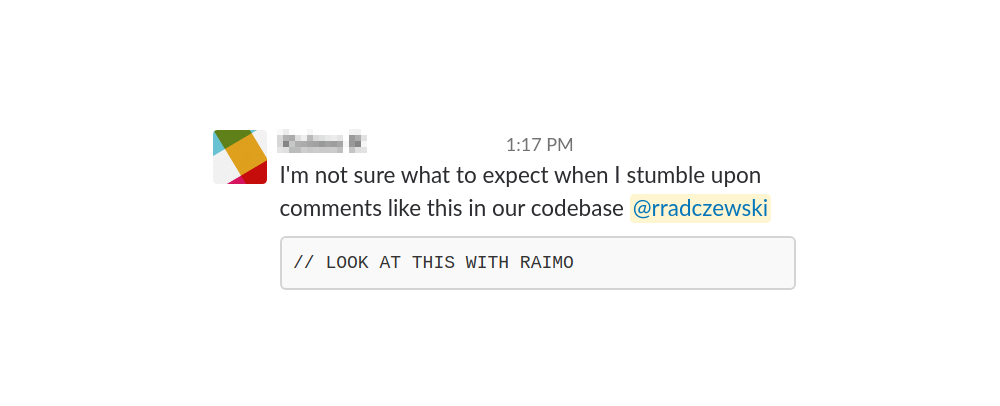 1:17 PM
I'm not sure what to expect when I stumble upon
comments like this in our codebase @rradczewski
// LOOK AT THIS WITH RAIMO